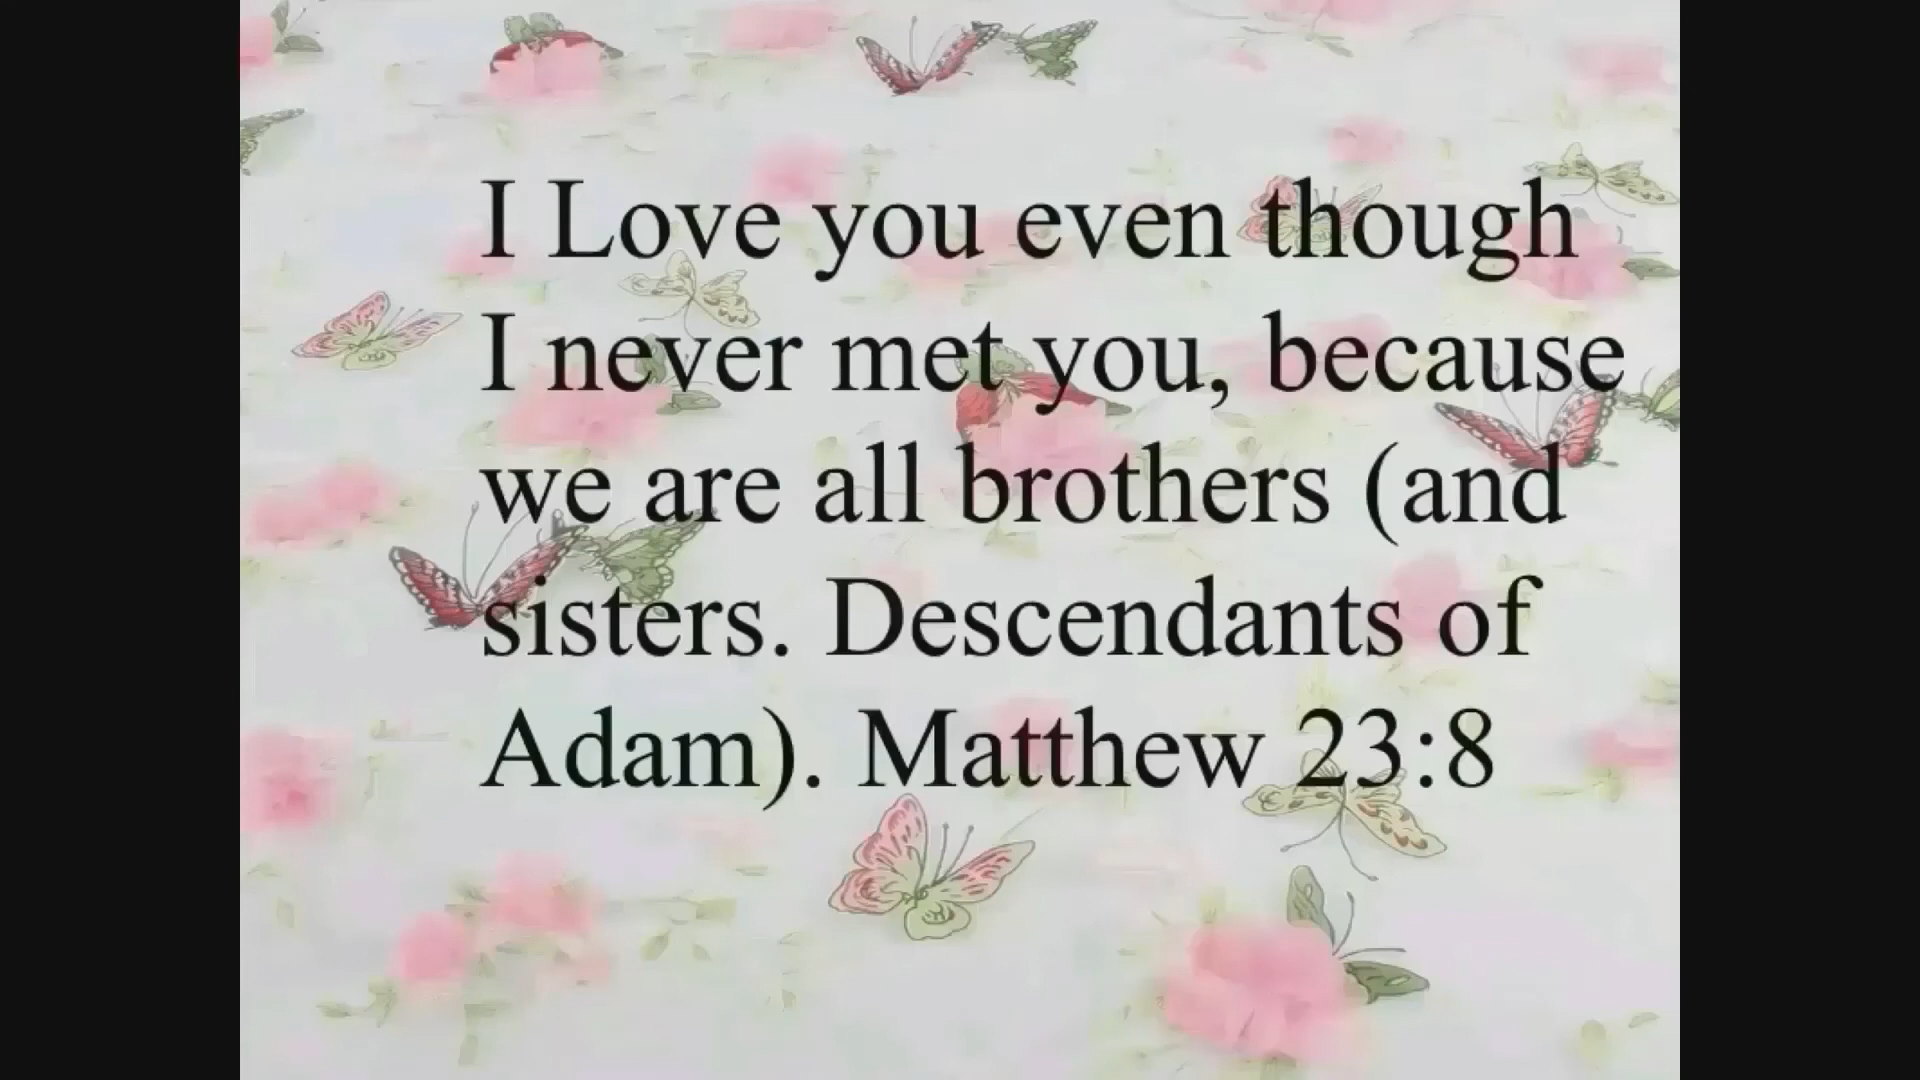 I Love you even though
I never met you, because
we are all brothers (and
sisters. Descendants of
Adam). Matthew 23:8